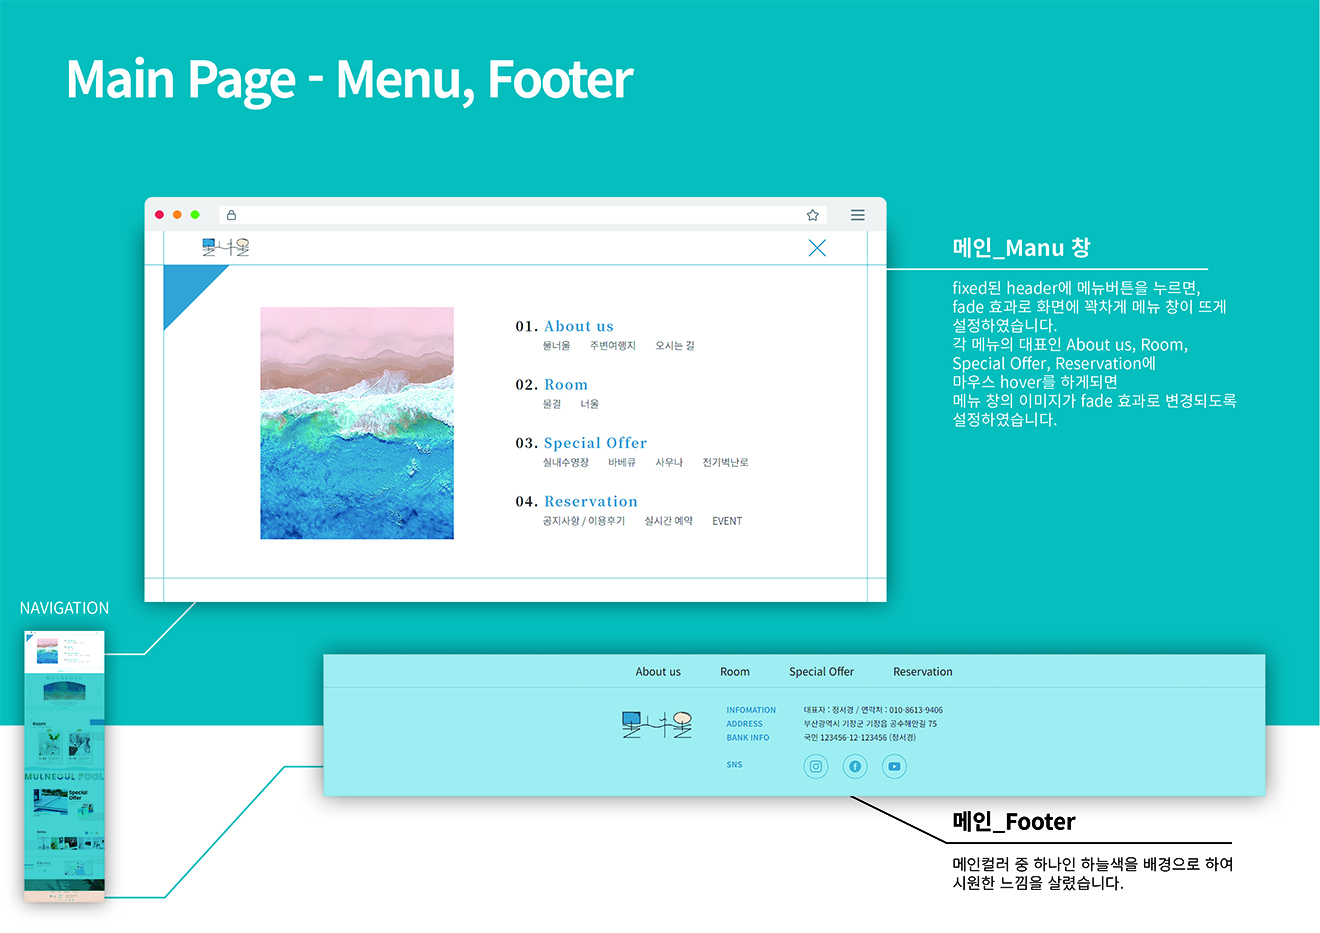 Main Page - Menu, Footer
물너울
메인_Manu 창
fixed된 header에 메뉴버튼을 누르면,
fade 효과로 화면에 꽉차게 메뉴 창이 뜨게
설정하였습니다.
각 메뉴의 대표인 About us, Room,
Special Offer, Reservation에
마우스 hover를 하게되면
메뉴 창의 이미지가 fade 효과로 변경되도록
설정하였습니다.
01. About us
물너울 주변여행지 오시는 길
02. Room
물결 너울
03. Special Offer
실내수영장 바베큐 사우나 전기벽난로
04. Reservation
공지사항 / 이용후기 실시간 예약 EVENT
NAVIGATION
Room
MULNEOUL POOL
Special
Offer
About us Room Special Offer Reservation
물너울
INFOMATION 대표자 : 정서경 / 연락처 : 010-8613-9406
ADDRESS 부산광역시 기장군 기장읍 공수해안길 75
BANK INFO 국민 123456-12-123456 (정서경)
SNS
메인_Footer
메인컬러 중 하나인 하늘색을 배경으로 하여
시원한 느낌을 살렸습니다.